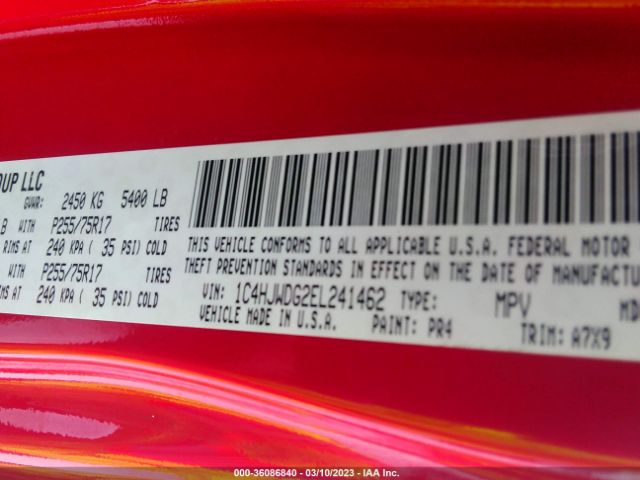 OUP LLC
GVWR: 2450 KG 5400 LB
B WITH P255/75R17 TIRES
RIMS AT 240 KPA ( 35 PSI) COLD
WITH P255/75R17 TIRES
RIMS AT 240 KPA ( 35 PSI) COLD
THIS VEHICLE CONFORMS TO ALL APPLICABLE U.S.A. FEDERAL MOTOR
THEFT PREVENTION STANDARDS IN EFFECT ON THE DATE OF MANUFACTU
VIN: 1C4HJWDG2EL241462 TYPE: MPV MD
VEHICLE MADE IN U.S.A. PAINT: PR4 TRIM: A7X9
000-36086840 — 03/10/2023 — IAA Inc.